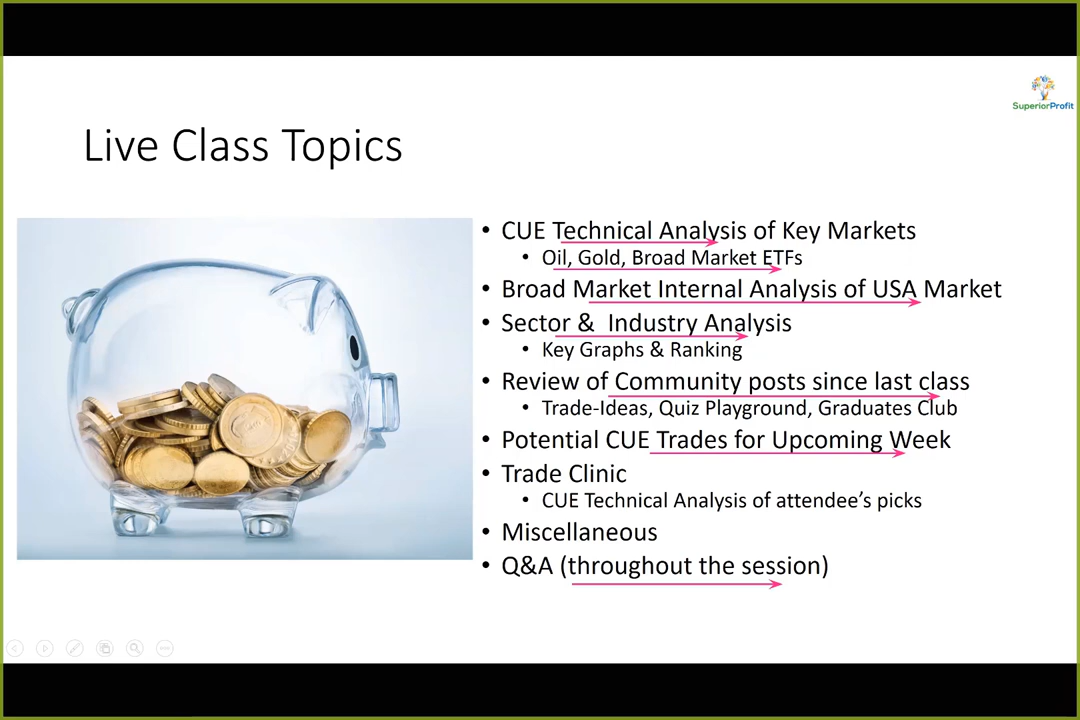 SuperiorProfit
Live Class Topics
• CUE Technical Analysis of Key Markets
• Oil, Gold, Broad Market ETFs
• Broad Market Internal Analysis of USA Market
• Sector &  Industry Analysis
• Key Graphs & Ranking
• Review of Community posts since last class
• Trade-Ideas, Quiz Playground, Graduates Club
• Potential CUE Trades for Upcoming Week
• Trade Clinic
• CUE Technical Analysis of attendee’s picks
• Miscellaneous
• Q&A (throughout the session)